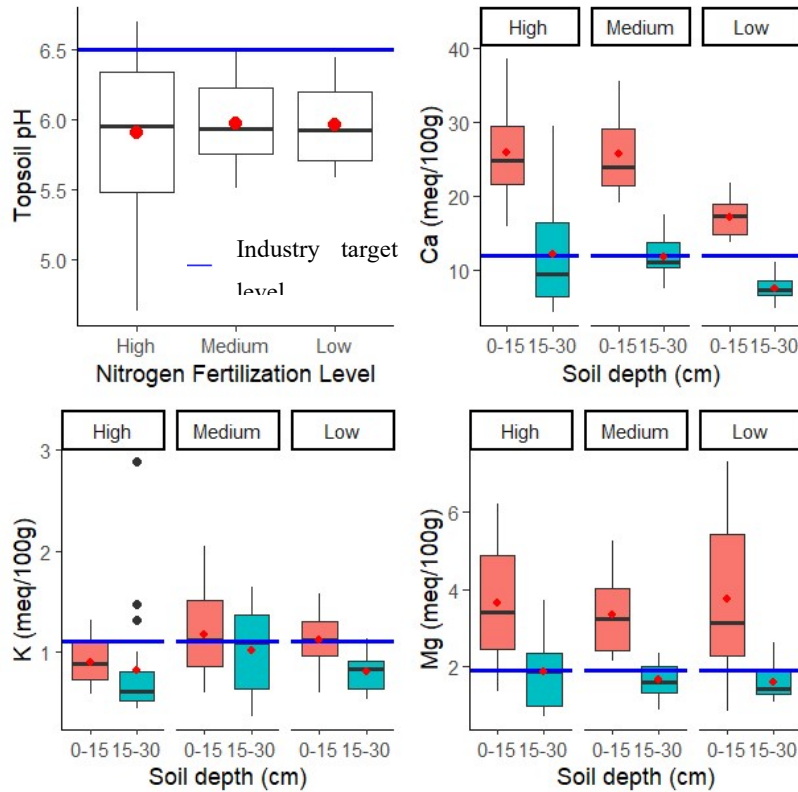 Topsoil pH
6.5
6.0
5.5
5.0
Industry target
level
High Medium Low
Nitrogen Fertilization Level
High Medium Low
Ca (meq/100g)
40
30
20
10
0-15 15-30 0-15 15-30 0-15 15-30
Soil depth (cm)
High Medium Low
K (meq/100g)
3
2
1
0-15 15-30 0-15 15-30 0-15 15-30
Soil depth (cm)
High Medium Low
Mg (meq/100g)
6
4
2
0-15 15-30 0-15 15-30 0-15 15-30
Soil depth (cm)